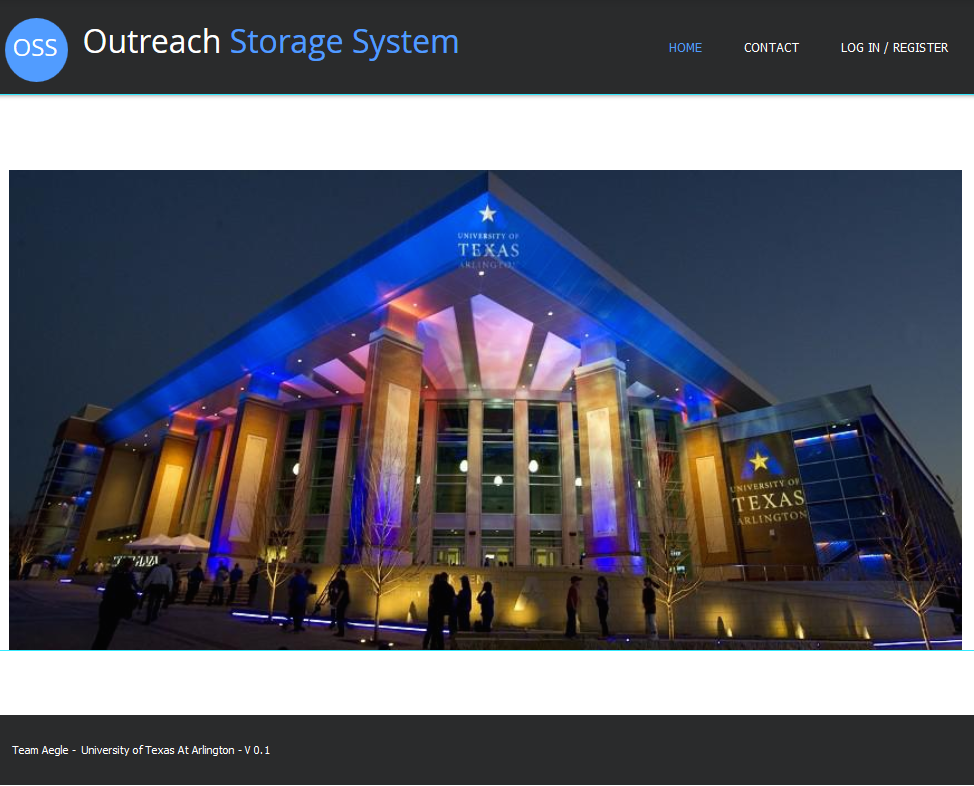 OSS
Outreach Storage System
HOME
CONTACT
LOG IN / REGISTER
UNIVERSITY OF
TEXAS
ARLINGTON
UNIVERSITY OF
TEXAS
ARLINGTON
Team Aegle - University of Texas At Arlington - V 0.1